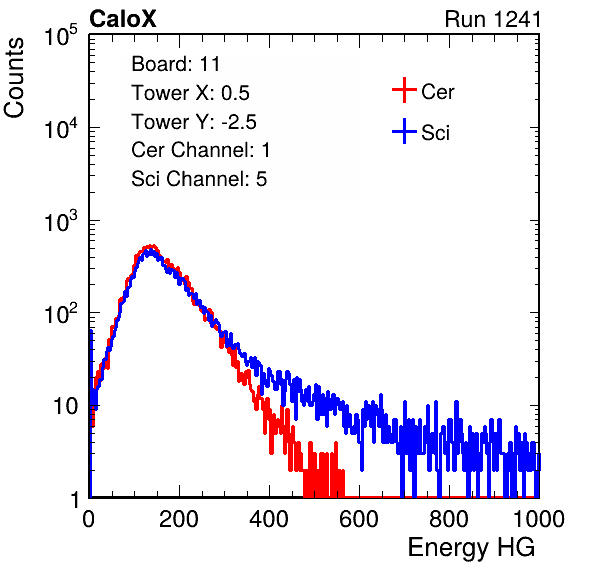 CaloX Run 1241
Board: 11
Tower X: 0.5
Tower Y: -2.5
Cer Channel: 1
Sci Channel: 5
Cer
Sci
Counts
10^5
10^4
10^3
10^2
10
1
0 200 400 600 800 1000
Energy HG